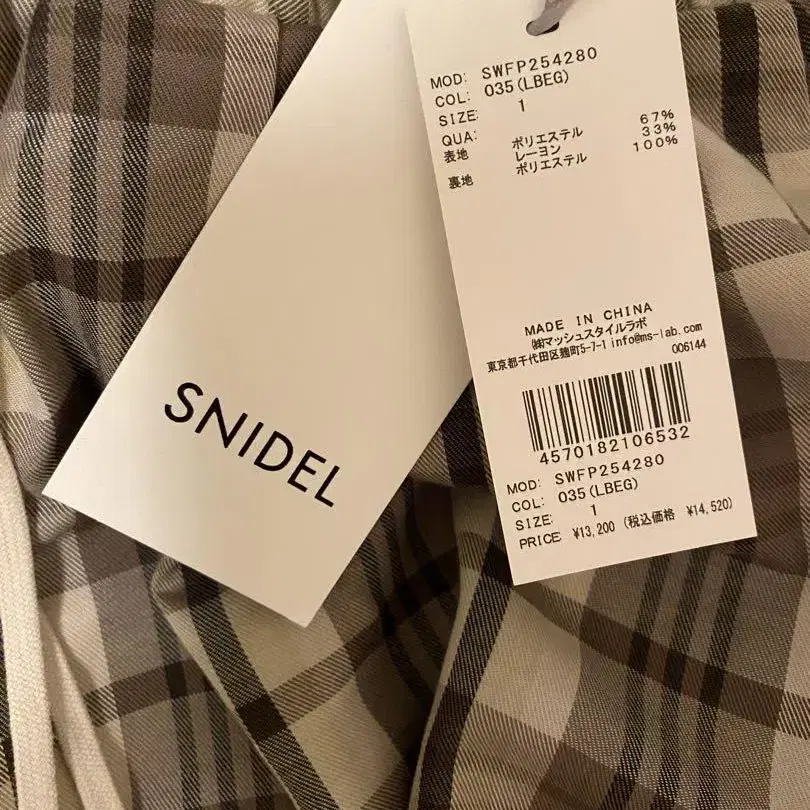 SNIDEL
MOD: SWFP254280
COL: 035(LBEG)
SIZE: 1
QUA:
表地 ポリエステル 67%
レーヨン 33%
裏地 ポリエステル 100%
MADE IN CHINA
㈱マッシュスタイルラボ
東京都千代田区麹町5-7-1 info@ms-lab.com
006144
4570182106532
MOD: SWFP254280
COL: 035(LBEG)
SIZE: 1
PRICE: ¥13,200 (税込価格 ¥14,520)